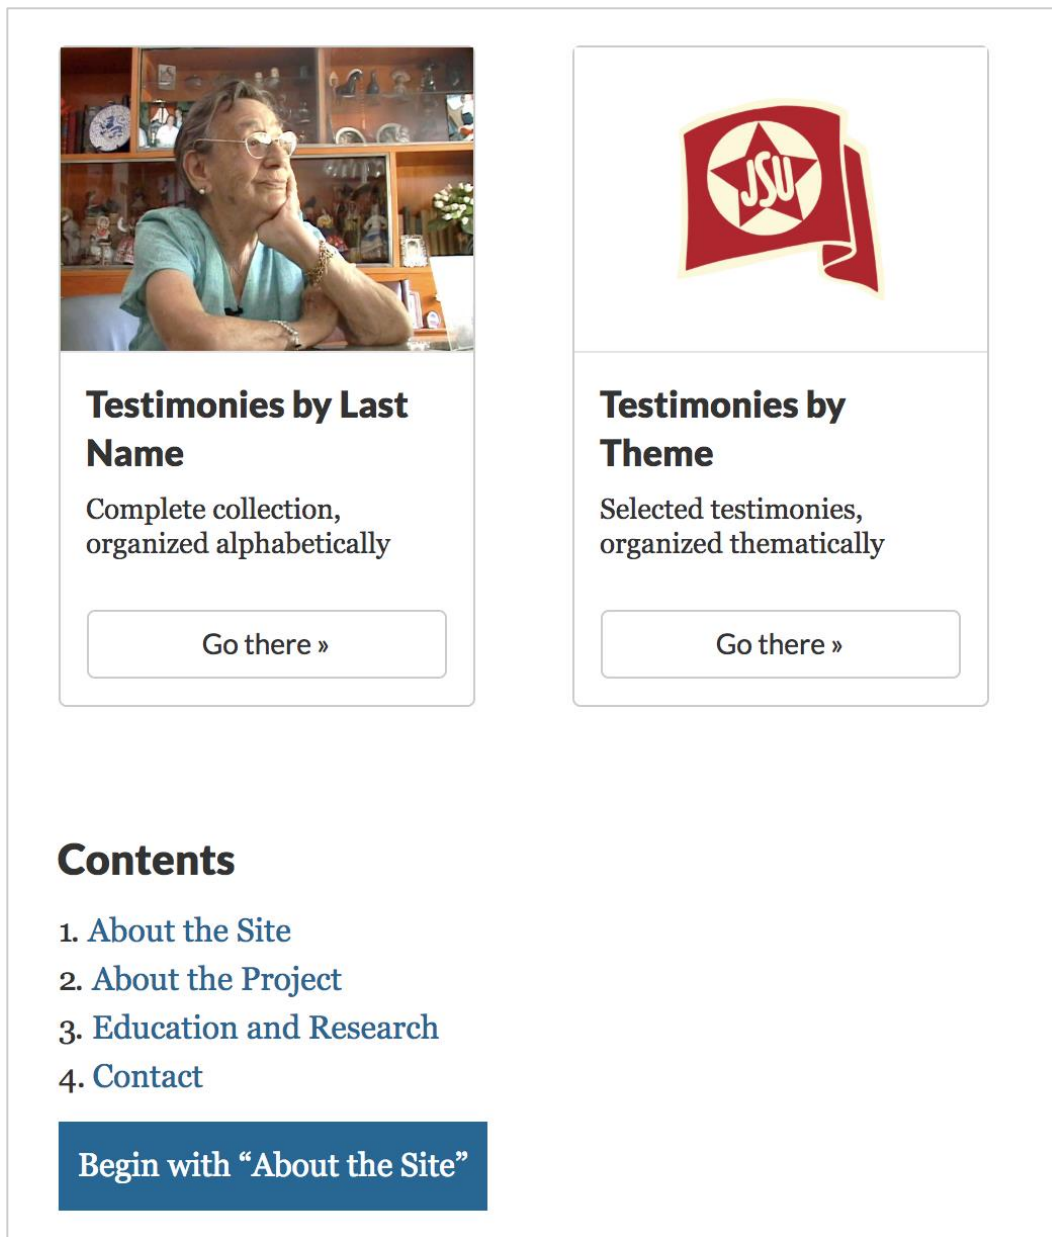 JSU
Testimonies by Last
Name
Complete collection,
organized alphabetically
Go there »
Testimonies by
Theme
Selected testimonies,
organized thematically
Go there »
Contents
1. About the Site
2. About the Project
3. Education and Research
4. Contact
Begin with “About the Site”